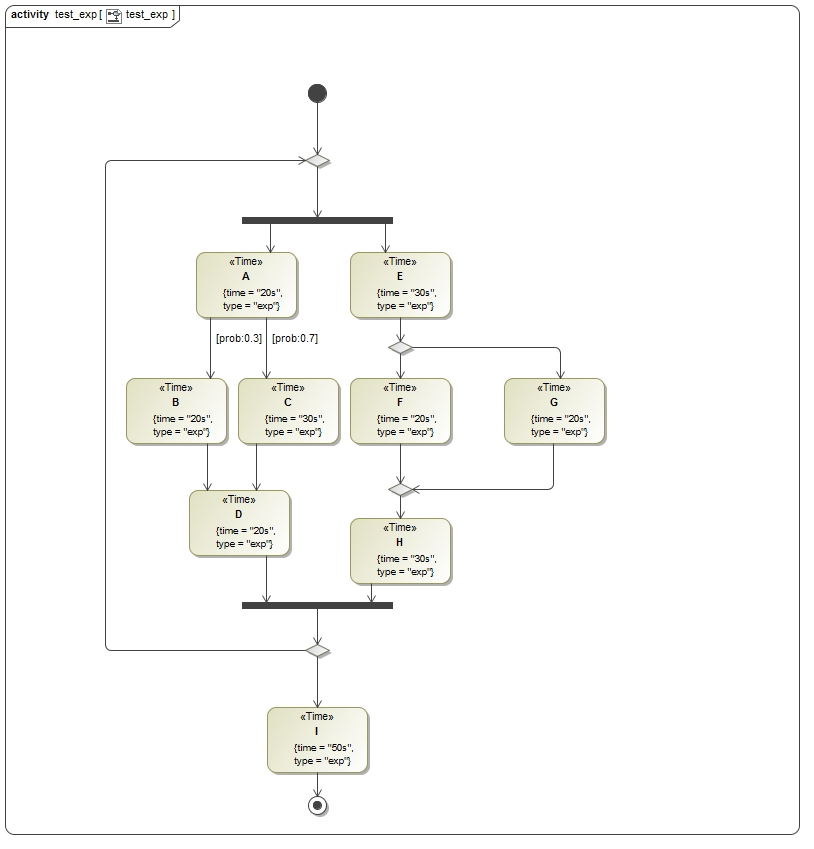 activity test_exp [ test_exp ]
«Time»
A
{time = "20s",
type = "exp"}
«Time»
E
{time = "30s",
type = "exp"}
[prob:0.3]
[prob:0.7]
«Time»
B
{time = "20s",
type = "exp"}
«Time»
C
{time = "30s",
type = "exp"}
«Time»
F
{time = "20s",
type = "exp"}
«Time»
G
{time = "20s",
type = "exp"}
«Time»
D
{time = "20s",
type = "exp"}
«Time»
H
{time = "30s",
type = "exp"}
«Time»
I
{time = "50s",
type = "exp"}